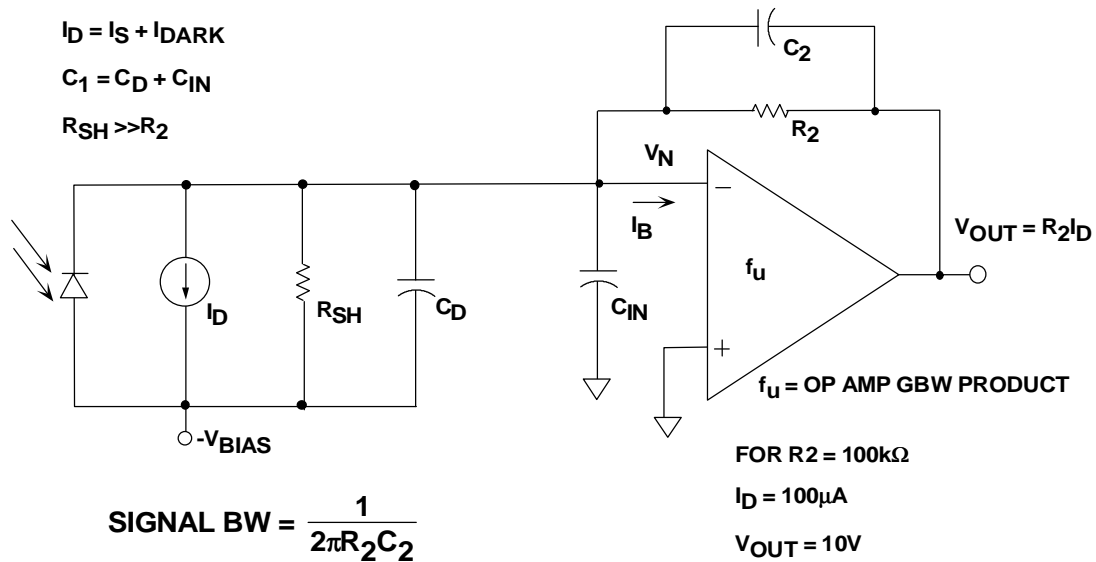 I_D = I_S + I_DARK
C_1 = C_D + C_IN
R_SH >>R_2
C_2
R_2
V_N
−
I_B
V_OUT = R_2I_D
f_u
I_D
R_SH
C_D
C_IN
+
f_u = OP AMP GBW PRODUCT
-V_BIAS
FOR R2 = 100kΩ
I_D = 100μA
SIGNAL BW = 1 / 2πR_2C_2
V_OUT = 10V